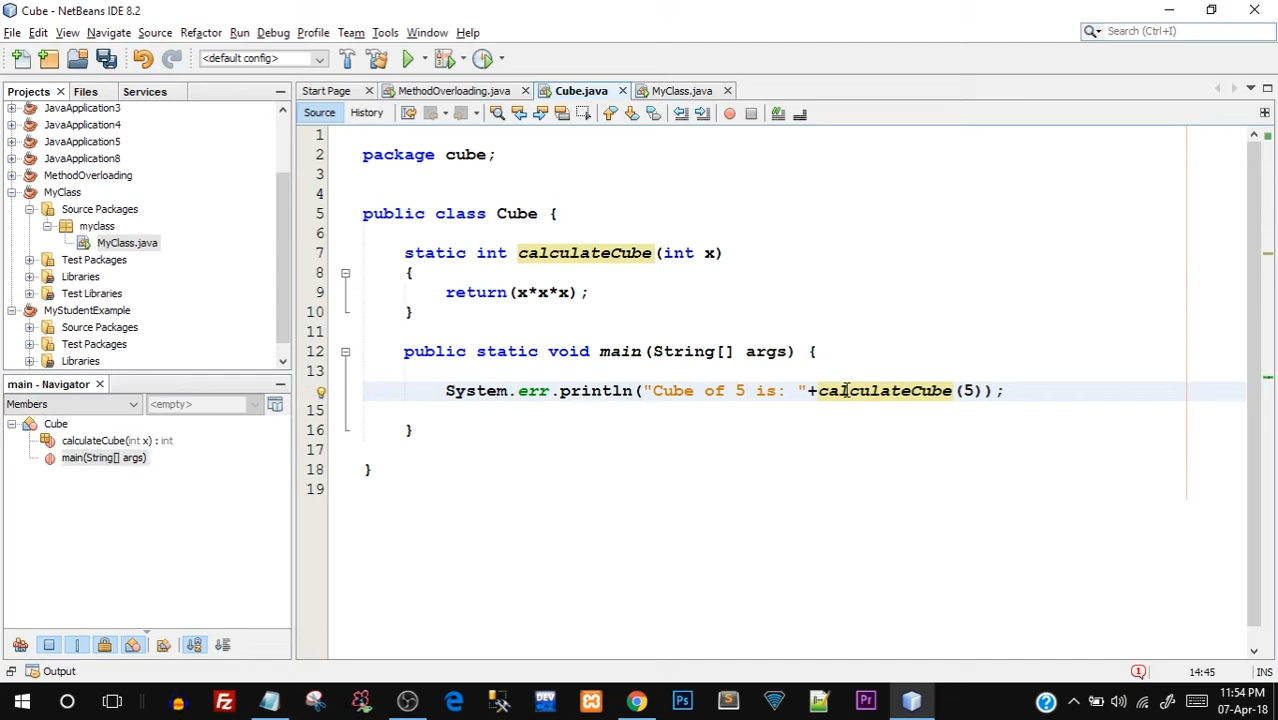 Cube - NetBeans IDE 8.2
File Edit View Navigate Source Refactor Run Debug Profile Team Tools Window Help
Search (Ctrl+I)
<default config>
Projects Files Services
JavaApplication3
JavaApplication4
JavaApplication5
JavaApplication8
MethodOverloading
MyClass
Source Packages
myclass
MyClass.java
Test Packages
Libraries
Test Libraries
MyStudentExample
Source Packages
Test Packages
Libraries
main - Navigator
Members <empty>
Cube
calculateCube(int x) : int
main(String[] args)
Start Page MethodOverloading.java Cube.java MyClass.java
Source History
1
2 package cube;
3
4
5 public class Cube {
6
7 static int calculateCube(int x)
8 {
9 return(x*x*x);
10 }
11
12 public static void main(String[] args) {
13
System.err.println("Cube of 5 is: "+calculateCube(5));
15
16 }
17
18 }
19
Output
1 14:45 INS
DEV
Ps
S
Pr
11:54 PM
07-Apr-18